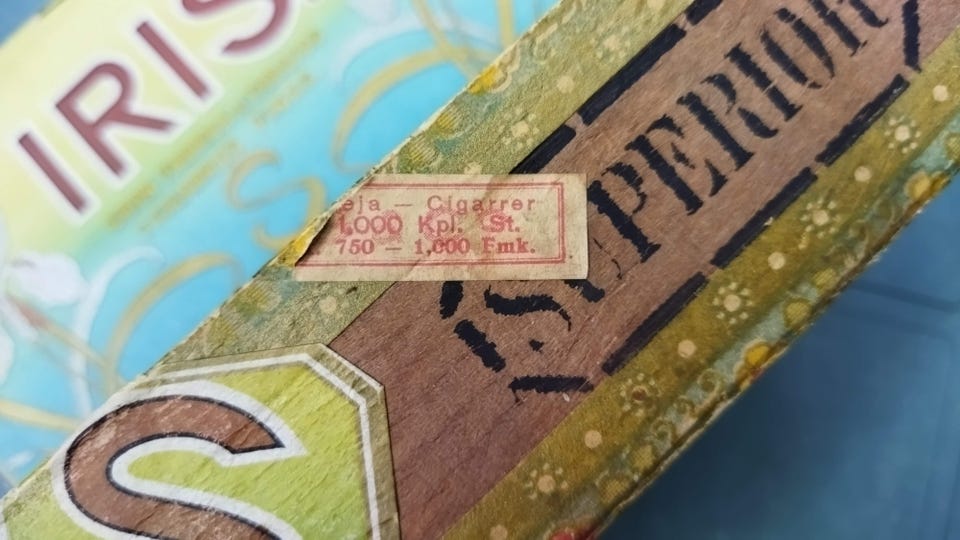 IRIS
SUPERIOR
eja — Cigarrer
1,000 Kpl. St.
750 — 1,000 Fmk.
S